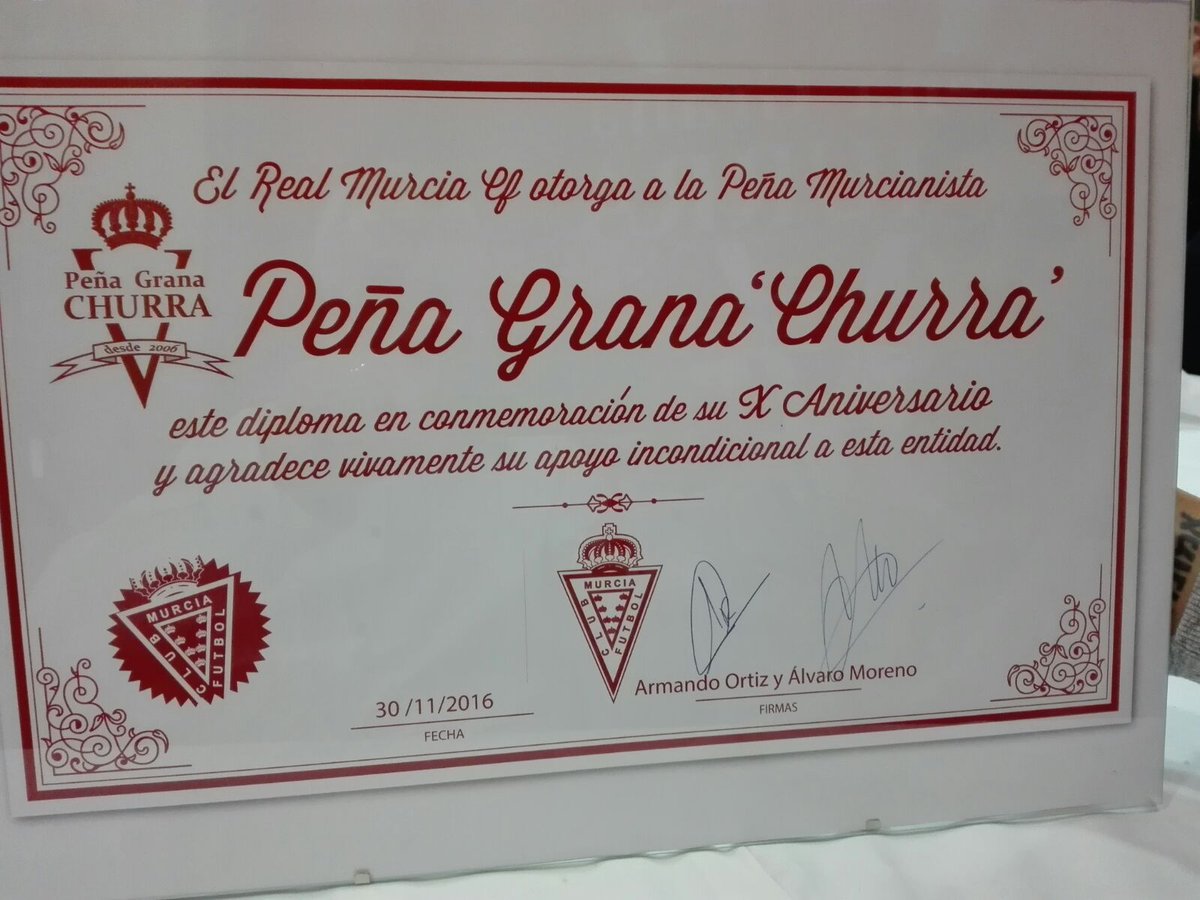 El Real Murcia Cf otorga a la Peña Murcianista
Peña Grana
CHURRA
desde 2006
Peña Grana 'Churra'
este diploma en conmemoración de su X Aniversario
y agradece vivamente su apoyo incondicional a esta entidad.
MURCIA
CLUB
FUTBOL
MURCIA
CLUB
FUTBOL
30 /11/2016
FECHA
Armando Ortiz y Álvaro Moreno
FIRMAS